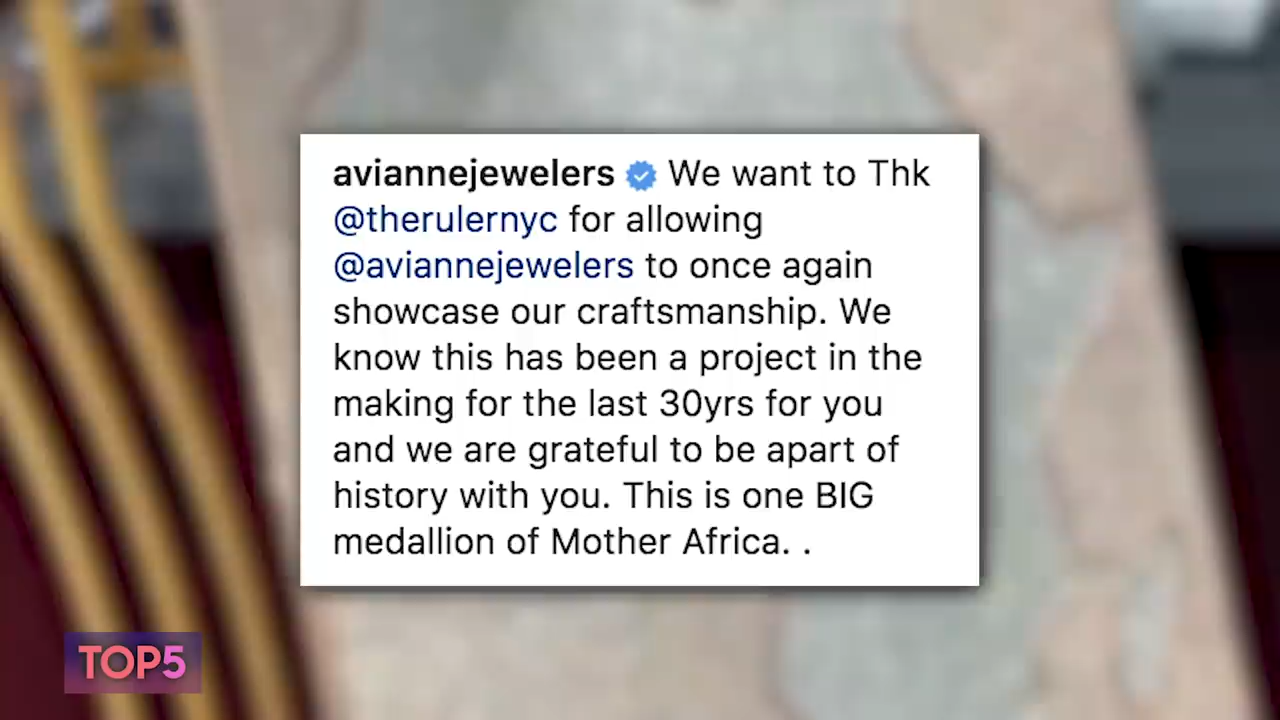 aviannejewelers We want to Thk
@therulernyc for allowing
@aviannejewelers to once again
showcase our craftsmanship. We
know this has been a project in the
making for the last 30yrs for you
and we are grateful to be apart of
history with you. This is one BIG
medallion of Mother Africa. .
TOP5